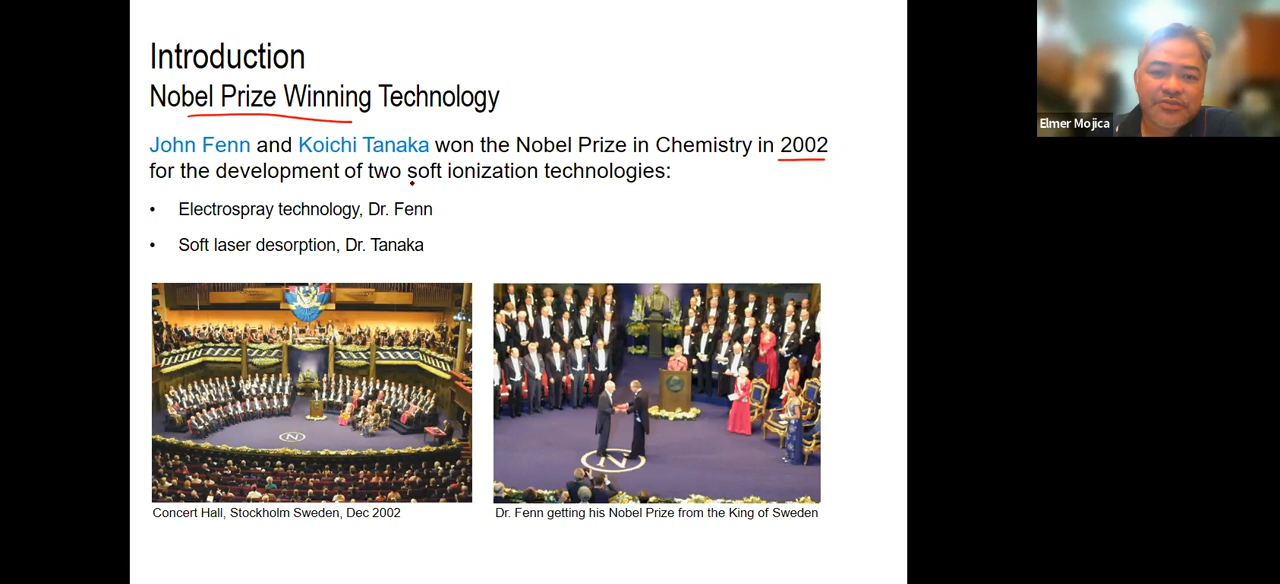 Introduction
Nobel Prize Winning Technology
John Fenn and Koichi Tanaka won the Nobel Prize in Chemistry in 2002
for the development of two soft ionization technologies:
• Electrospray technology, Dr. Fenn
• Soft laser desorption, Dr. Tanaka
N
N
Concert Hall, Stockholm Sweden, Dec 2002
Dr. Fenn getting his Nobel Prize from the King of Sweden
Elmer Mojica